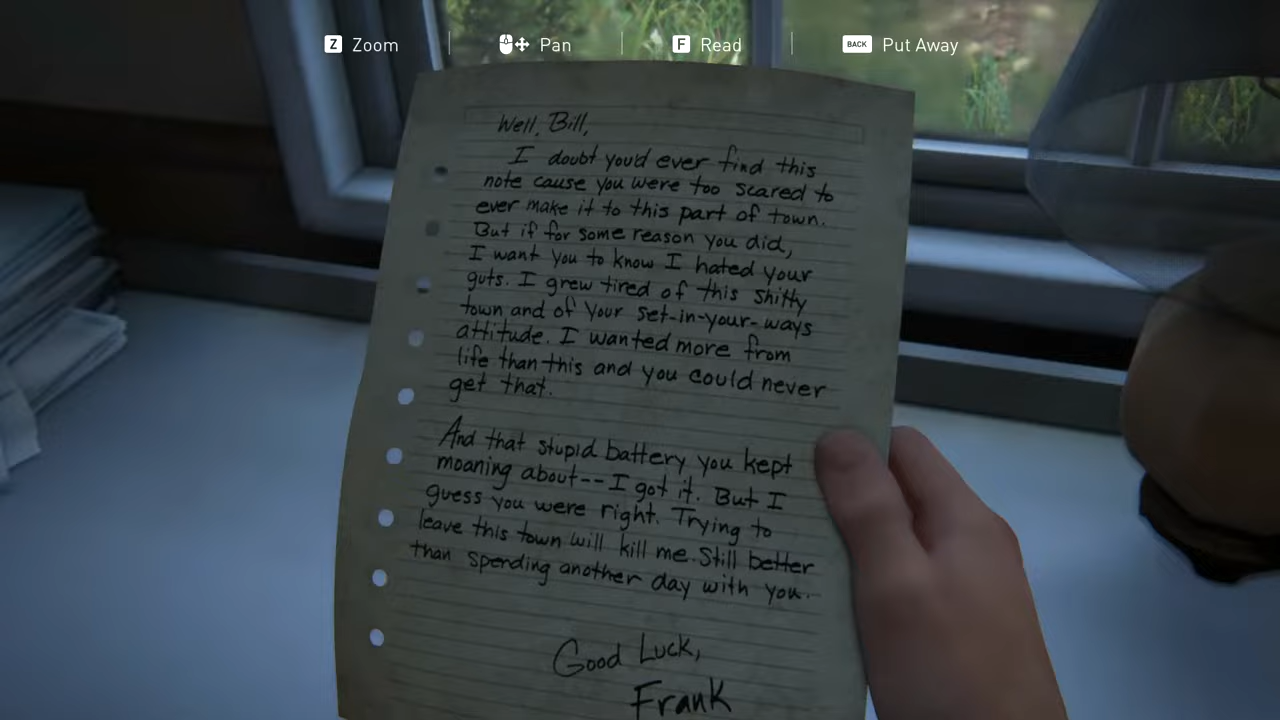 Z Zoom
Pan
F Read
BACK Put Away
Well, Bill,
I doubt you'd ever find this
note cause you were too scared to
ever make it to this part of town.
But if for some reason you did,
I want you to know I hated your
guts. I grew tired of this shitty
town and of your set-in-your-ways
attitude. I wanted more from
life than this and you could never
get that.
And that stupid battery you kept
moaning about--I got it. But I
guess you were right. Trying to
leave this town will kill me. Still better
than spending another day with you.
Good Luck,
Frank